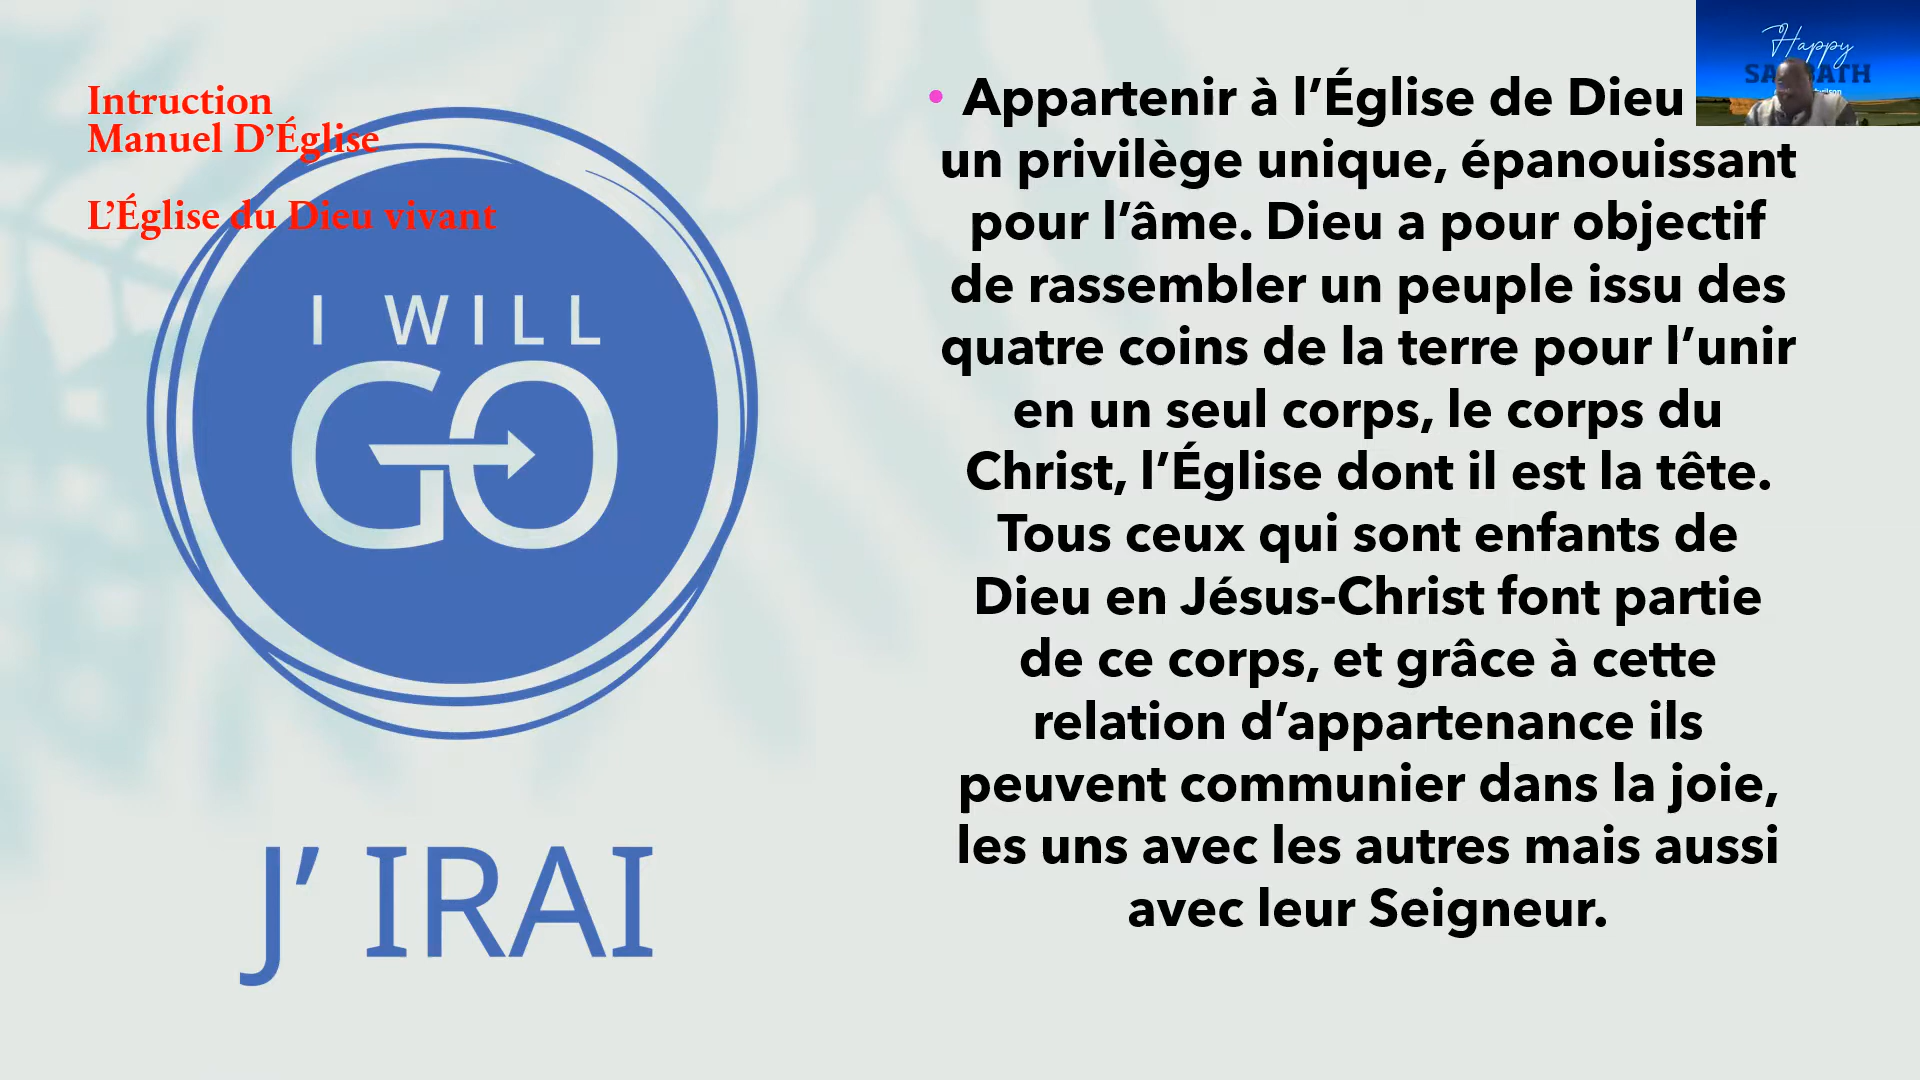 Intruction
Manuel D’Église
L’Église du Dieu vivant
I WILL
GO
J’ IRAI
• Appartenir à l’Église de Dieu
un privilège unique, épanouissant
pour l’âme. Dieu a pour objectif
de rassembler un peuple issu des
quatre coins de la terre pour l’unir
en un seul corps, le corps du
Christ, l’Église dont il est la tête.
Tous ceux qui sont enfants de
Dieu en Jésus-Christ font partie
de ce corps, et grâce à cette
relation d’appartenance ils
peuvent communier dans la joie,
les uns avec les autres mais aussi
avec leur Seigneur.
Happy